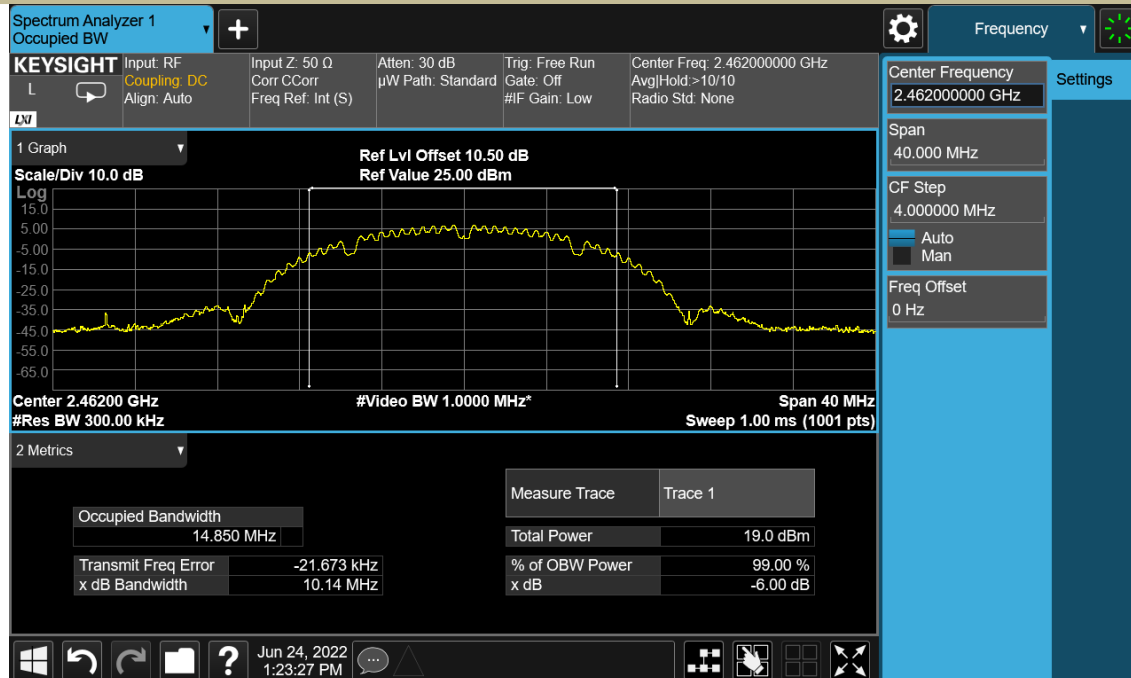 Spectrum Analyzer 1
Occupied BW
+
Frequency
KEYSIGHT
L
LXI
Input: RF
Coupling: DC
Align: Auto
Input Z: 50 Ω
Corr CCorr
Freq Ref: Int (S)
Atten: 30 dB
µW Path: Standard
Trig: Free Run
Gate: Off
#IF Gain: Low
Center Freq: 2.462000000 GHz
Avg|Hold:>10/10
Radio Std: None
Center Frequency
2.462000000 GHz
Settings
Span
40.000 MHz
CF Step
4.000000 MHz
Auto
Man
Freq Offset
0 Hz
1 Graph
Scale/Div 10.0 dB
Ref Lvl Offset 10.50 dB
Ref Value 25.00 dBm
Log
15.0
5.00
-5.00
-15.0
-25.0
-35.0
-45.0
-55.0
-65.0
Center 2.46200 GHz
#Video BW 1.0000 MHz*
Span 40 MHz
#Res BW 300.00 kHz
Sweep 1.00 ms (1001 pts)
2 Metrics
Measure Trace Trace 1
Occupied Bandwidth
14.850 MHz
Total Power 19.0 dBm
Transmit Freq Error -21.673 kHz
% of OBW Power 99.00 %
x dB Bandwidth 10.14 MHz
x dB -6.00 dB
?
Jun 24, 2022
1:23:27 PM